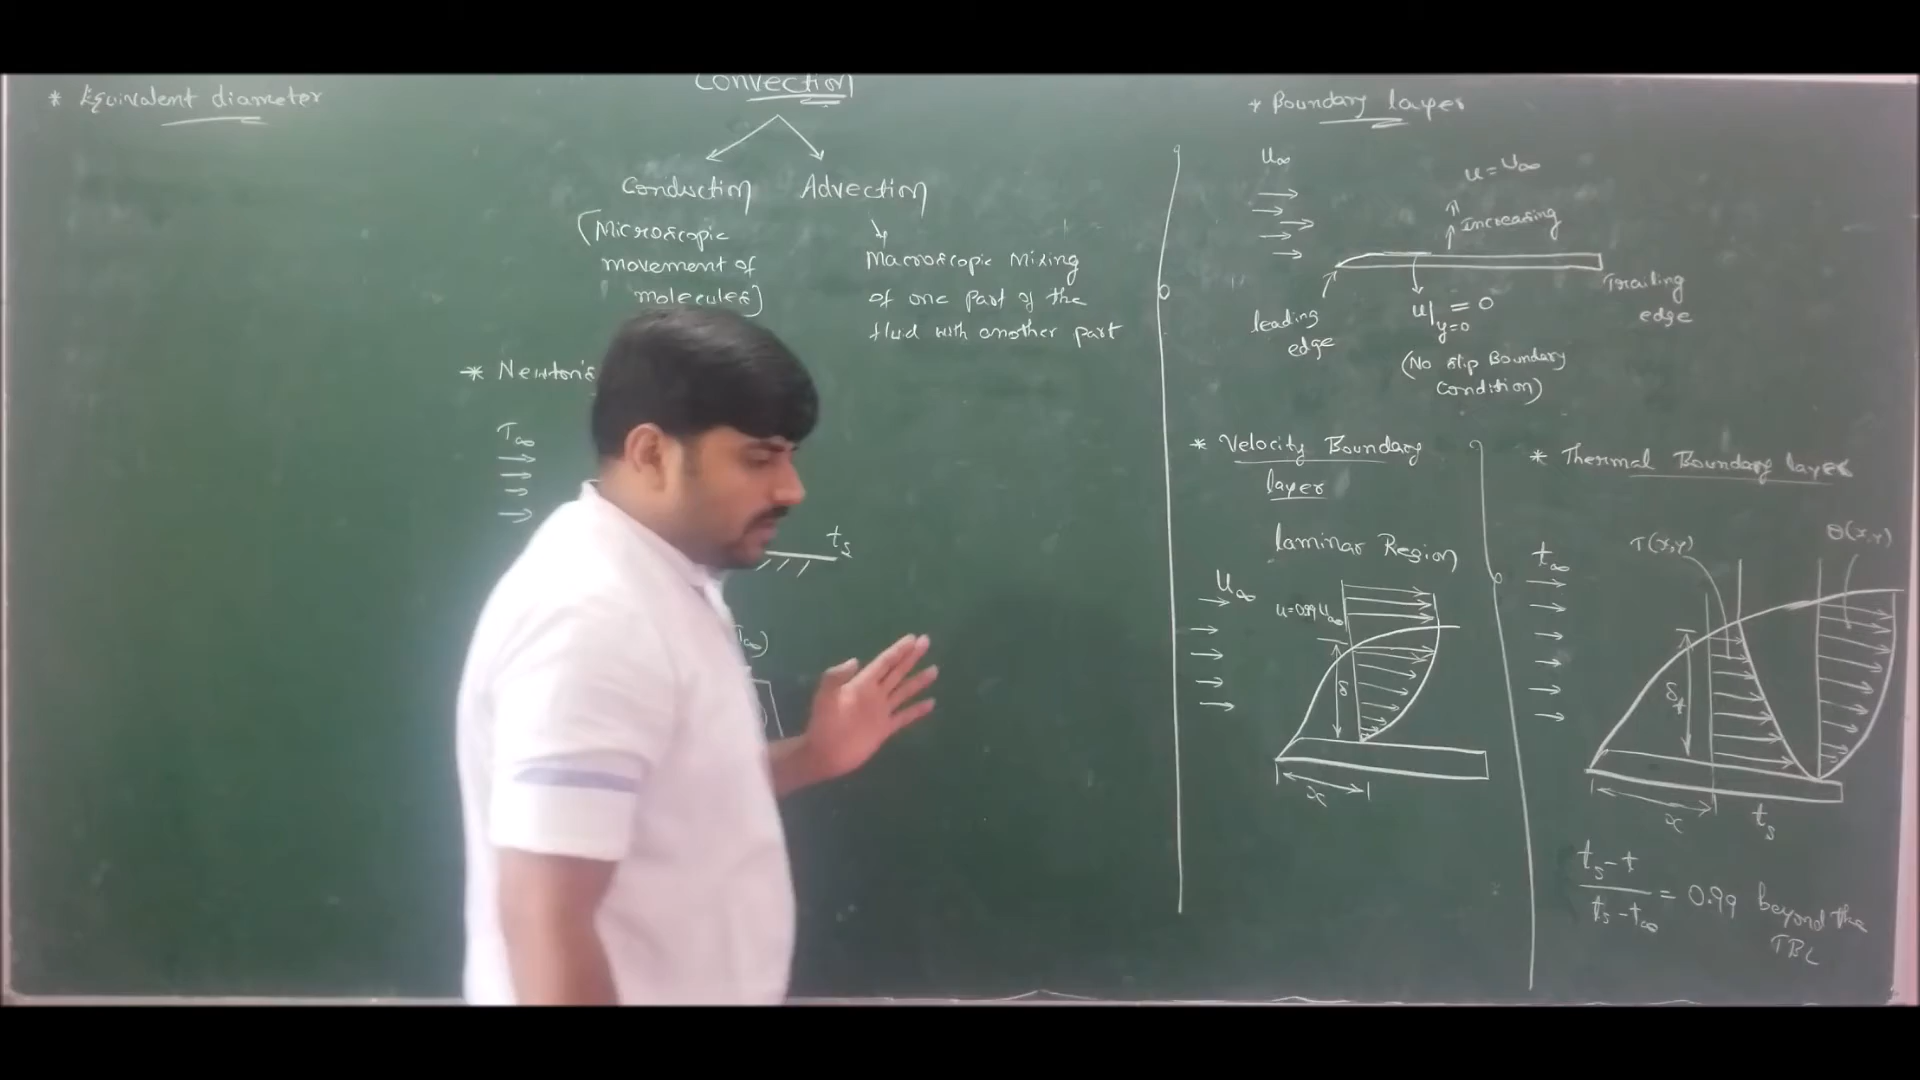 * Equivalent diameter
Convection
Conduction Advection
(Microscopic
movement of
molecules]
Macroscopic Mixing
of one part of the
fluid with another part
* Newton's
T∞
ts
T∞)
* Boundary layer
U∞
u = U∞
Increasing
leading
edge
u|y=0 = 0
(No slip Boundary
Condition)
Trailing
edge
* Velocity Boundary
layer
laminar Region
U∞
u=0.99 U∞
δ
x
* Thermal Boundary layer
t∞
T(x,y)
θ(x,y)
δt
x
ts
ts - t / ts - t∞ = 0.99 beyond the
TBL